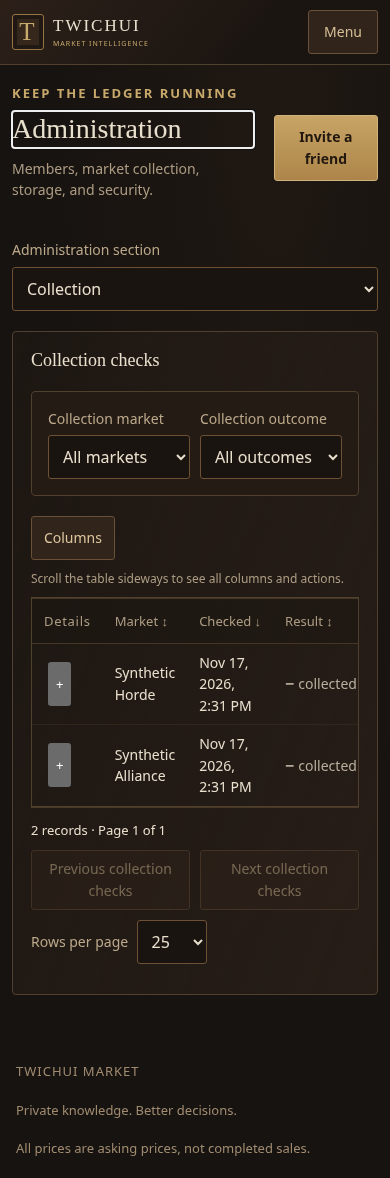 T
TWICHUI
MARKET INTELLIGENCE
Menu
KEEP THE LEDGER RUNNING
Administration
Members, market collection,
storage, and security.
Invite a
friend
Administration section
Collection
Collection checks
Collection market
Collection outcome
All markets
All outcomes
Columns
Scroll the table sideways to see all columns and actions.
Details Market ↕ Checked ↓ Result ↕
+
Synthetic
Horde
Nov 17,
2026,
2:31 PM
− collected
+
Synthetic
Alliance
Nov 17,
2026,
2:31 PM
− collected
2 records · Page 1 of 1
Previous collection
checks
Next collection
checks
Rows per page 25
TWICHUI MARKET
Private knowledge. Better decisions.
All prices are asking prices, not completed sales.